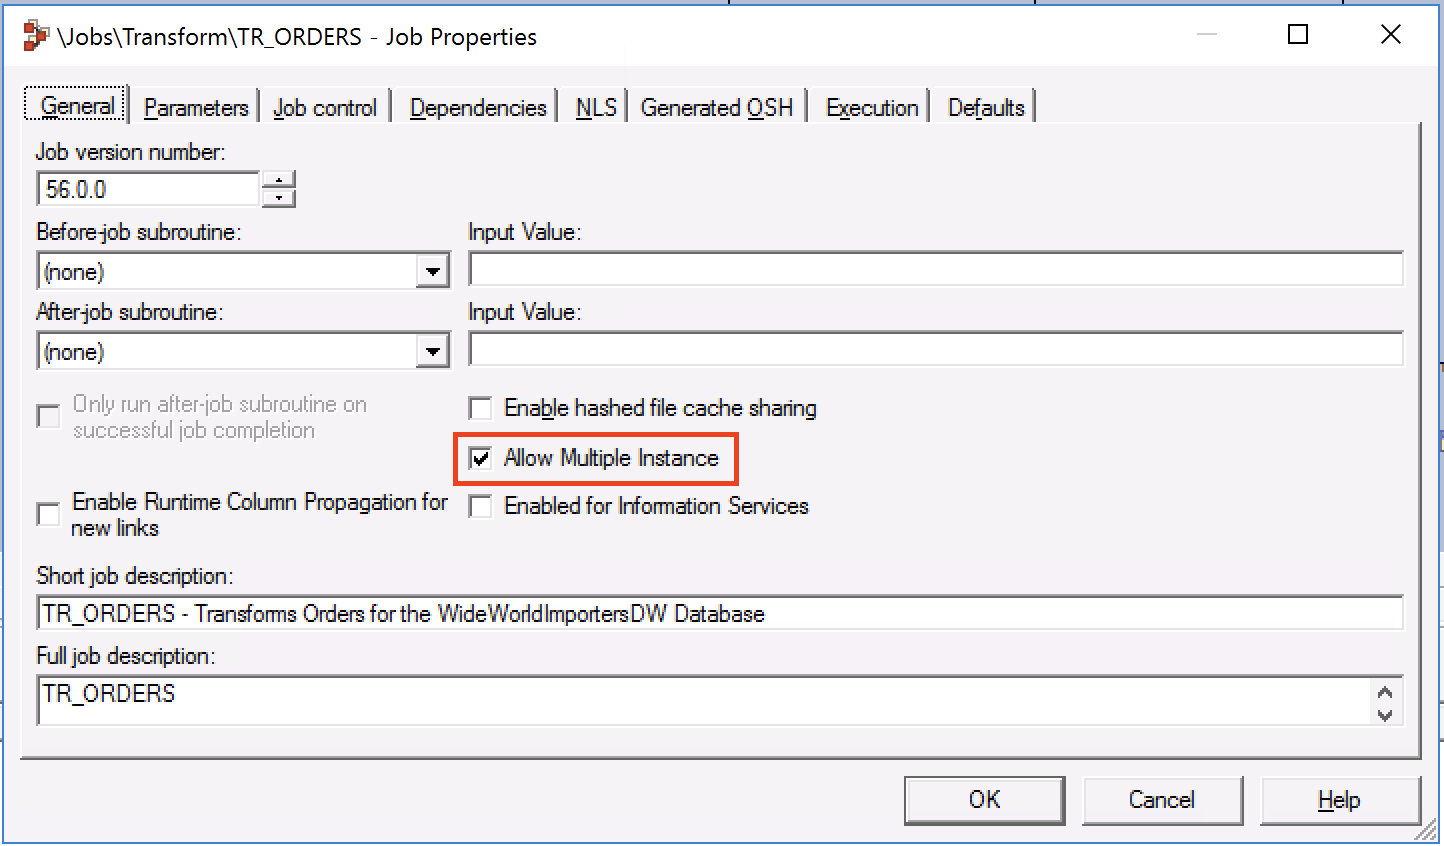 \Jobs\Transform\TR_ORDERS - Job Properties
General Parameters Job control Dependencies NLS Generated OSH Execution Defaults
Job version number:
56.0.0
Before-job subroutine: Input Value:
(none)
After-job subroutine: Input Value:
(none)
Only run after-job subroutine on
successful job completion
Enable hashed file cache sharing
Allow Multiple Instance
Enable Runtime Column Propagation for
new links
Enabled for Information Services
Short job description:
TR_ORDERS - Transforms Orders for the WideWorldImportersDW Database
Full job description:
TR_ORDERS
OK Cancel Help